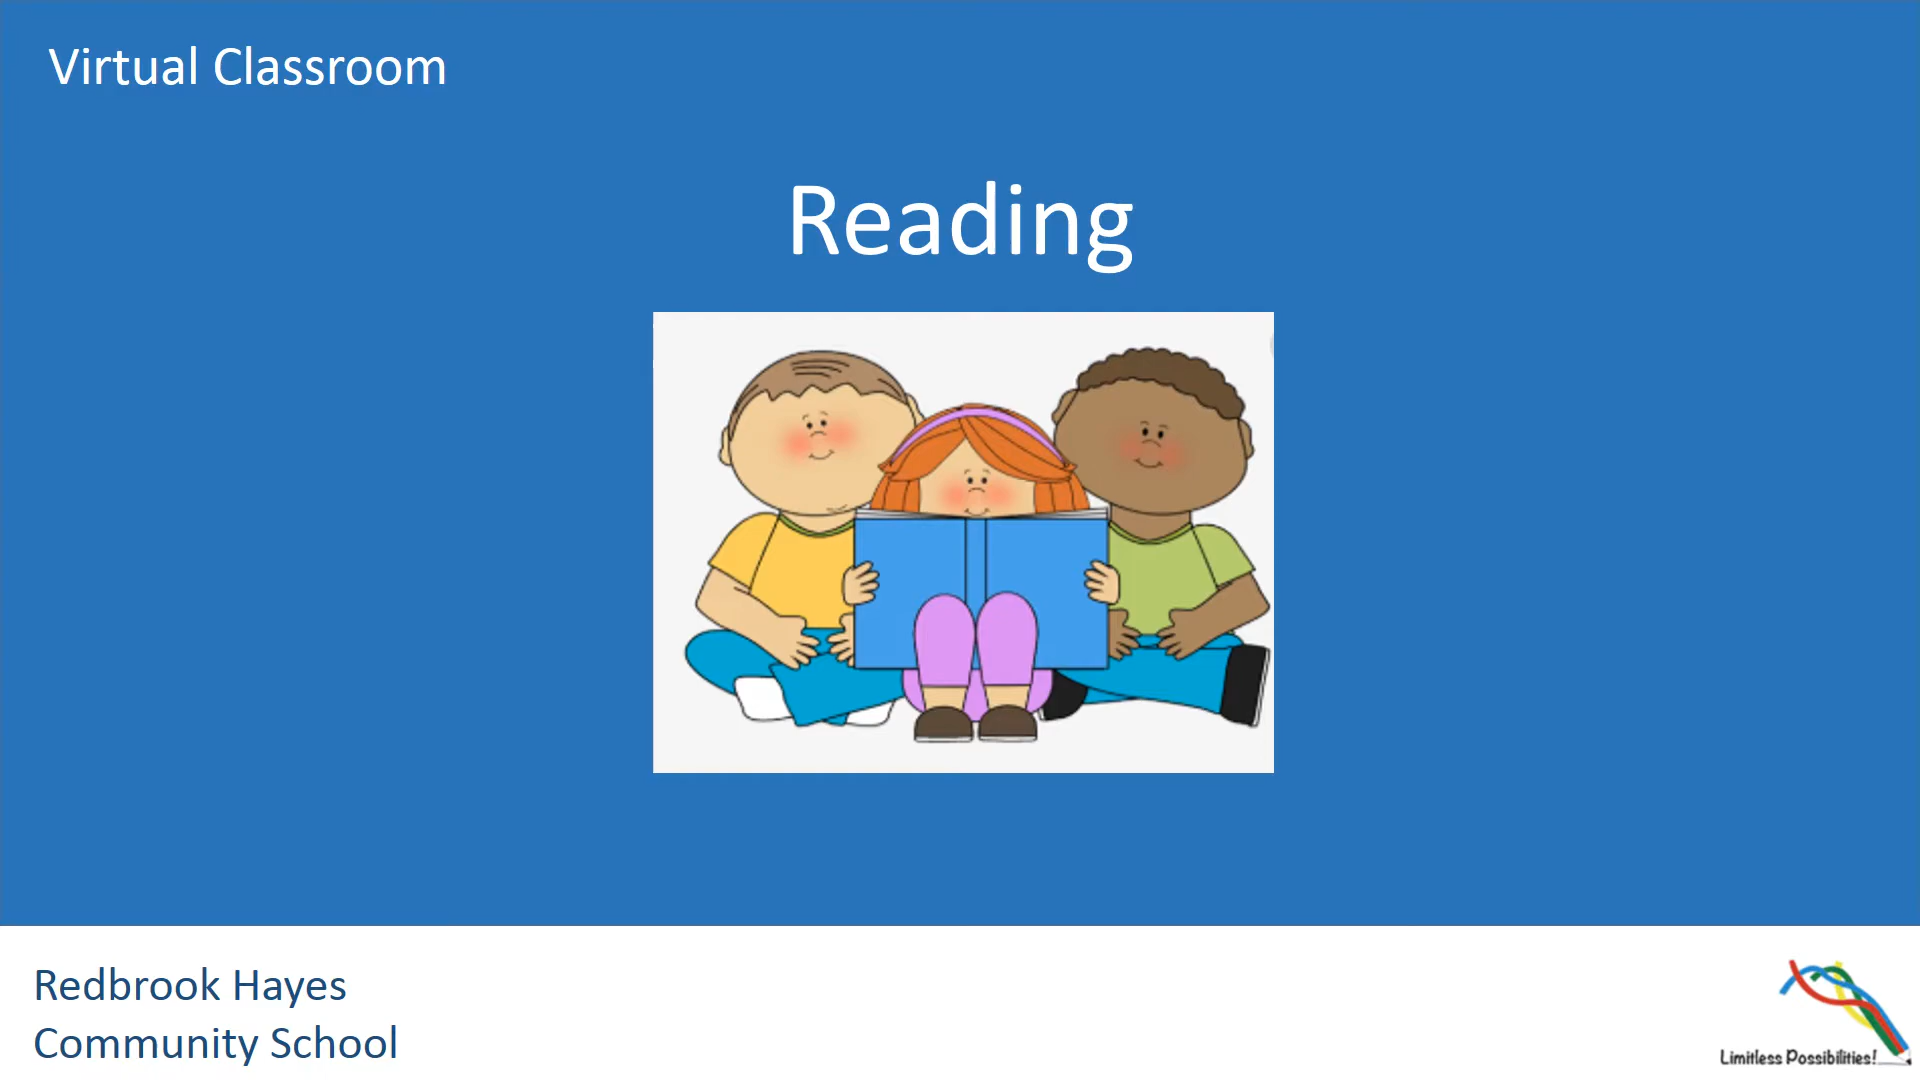 Virtual Classroom
Reading
Redbrook Hayes
Community School
Limitless Possibilities!